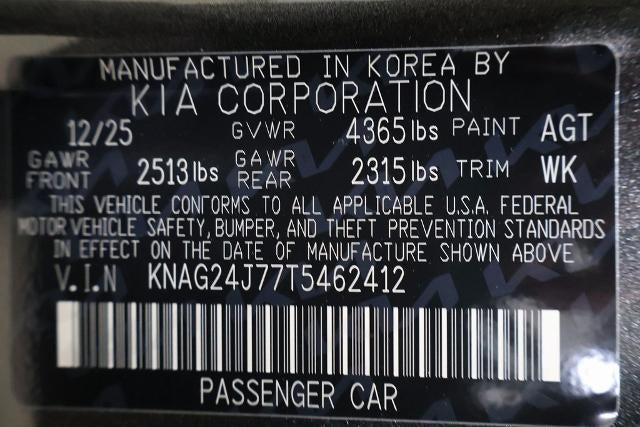 MANUFACTURED IN KOREA BY
KIA CORPORATION
12/25 GVWR 4365 lbs PAINT AGT
GAWR FRONT 2513 lbs GAWR REAR 2315 lbs TRIM WK
THIS VEHICLE CONFORMS TO ALL APPLICABLE U.S.A. FEDERAL
MOTOR VEHICLE SAFETY, BUMPER, AND THEFT PREVENTION STANDARDS
IN EFFECT ON THE DATE OF MANUFACTURE SHOWN ABOVE
V.I.N KNAG24J77T5462412
PASSENGER CAR